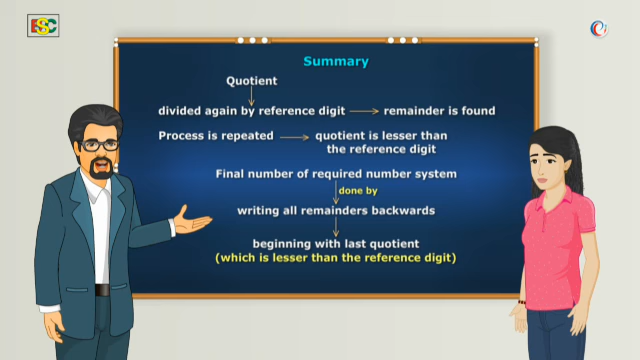 ESC
Summary
Quotient
divided again by reference digit remainder is found
Process is repeated quotient is lesser than
the reference digit
Final number of required number system
done by
writing all remainders backwards
beginning with last quotient
(which is lesser than the reference digit)